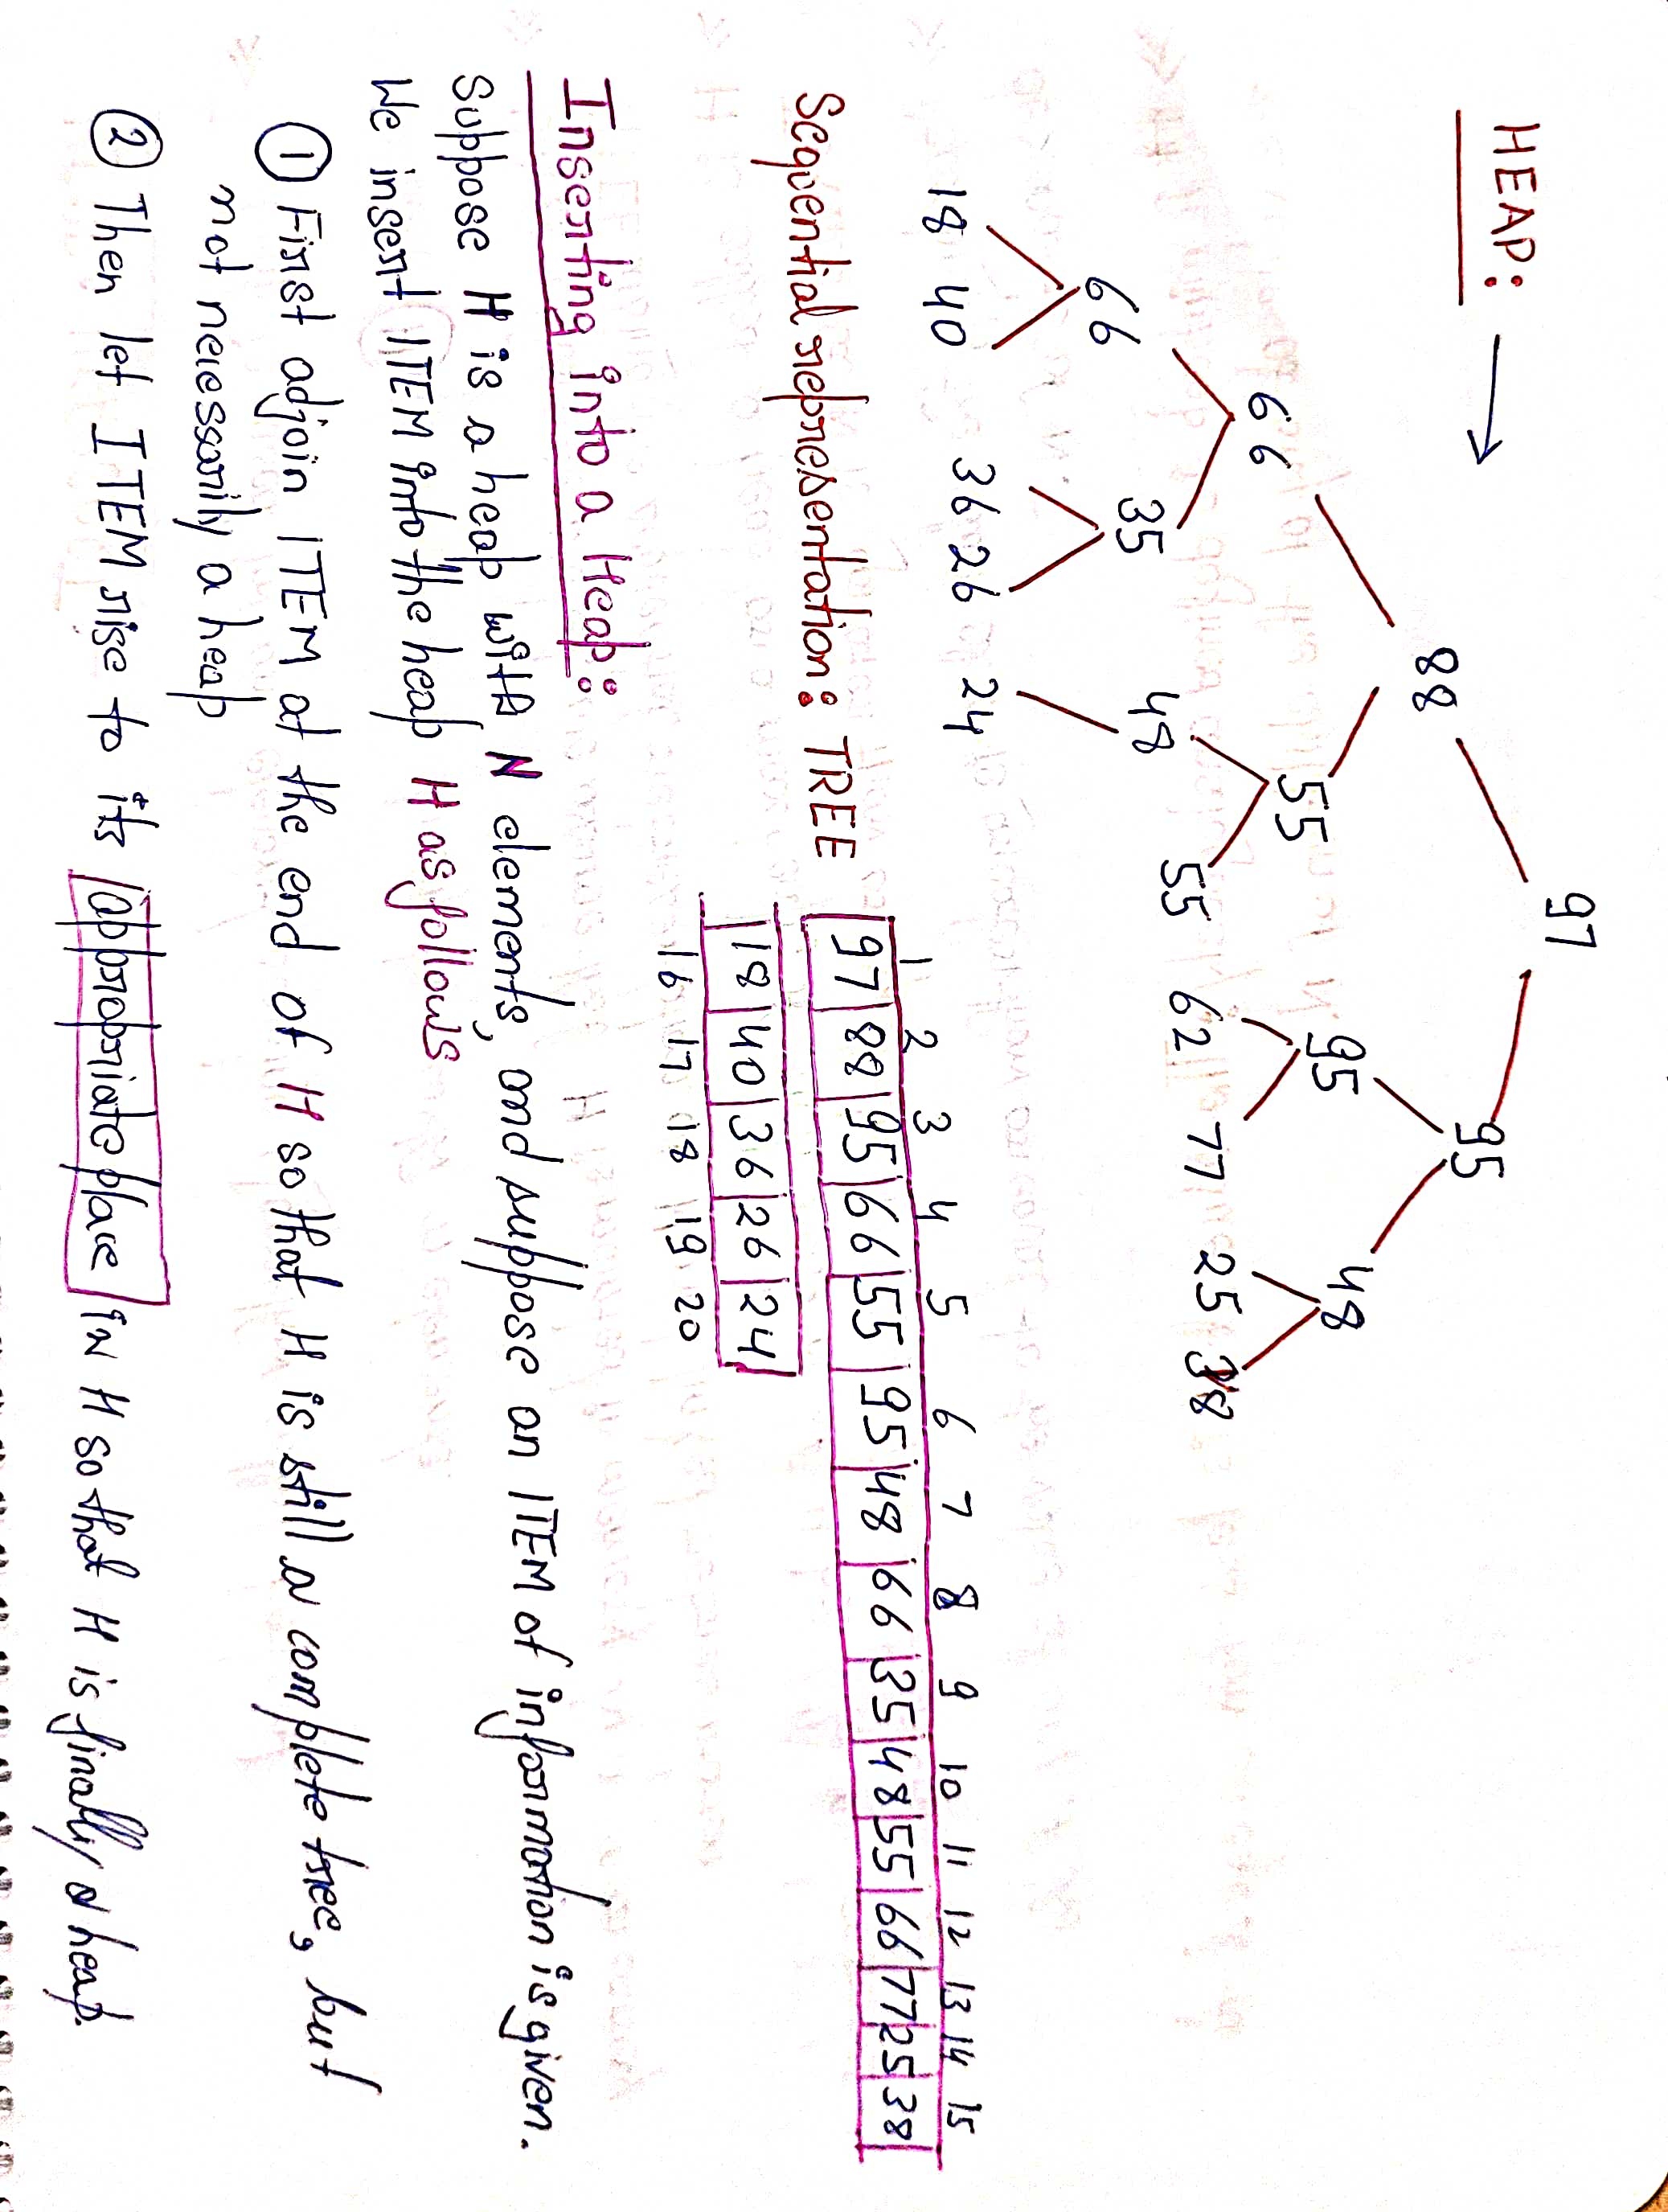 HEAP: →
97
88 95
66 55 95 48
66 35 48 55 62 77 25 38
18 40 36 26 24
Sequential representation: TREE
1 2 3 4 5 6 7 8 9 10 11 12 13 14 15
97 88 95 66 55 95 48 66 35 48 55 66 77 25 38
18 40 36 26 24
16 17 18 19 20
Inserting into a Heap:
Suppose H is a heap with N elements, and suppose an ITEM of information is given.
We insert ITEM into the heap H as follows
① First adjoin ITEM at the end of H so that H is still a complete tree, but
not necessarily a heap
② Then let ITEM rise to its appropriate place in H so that H is finally a heap.